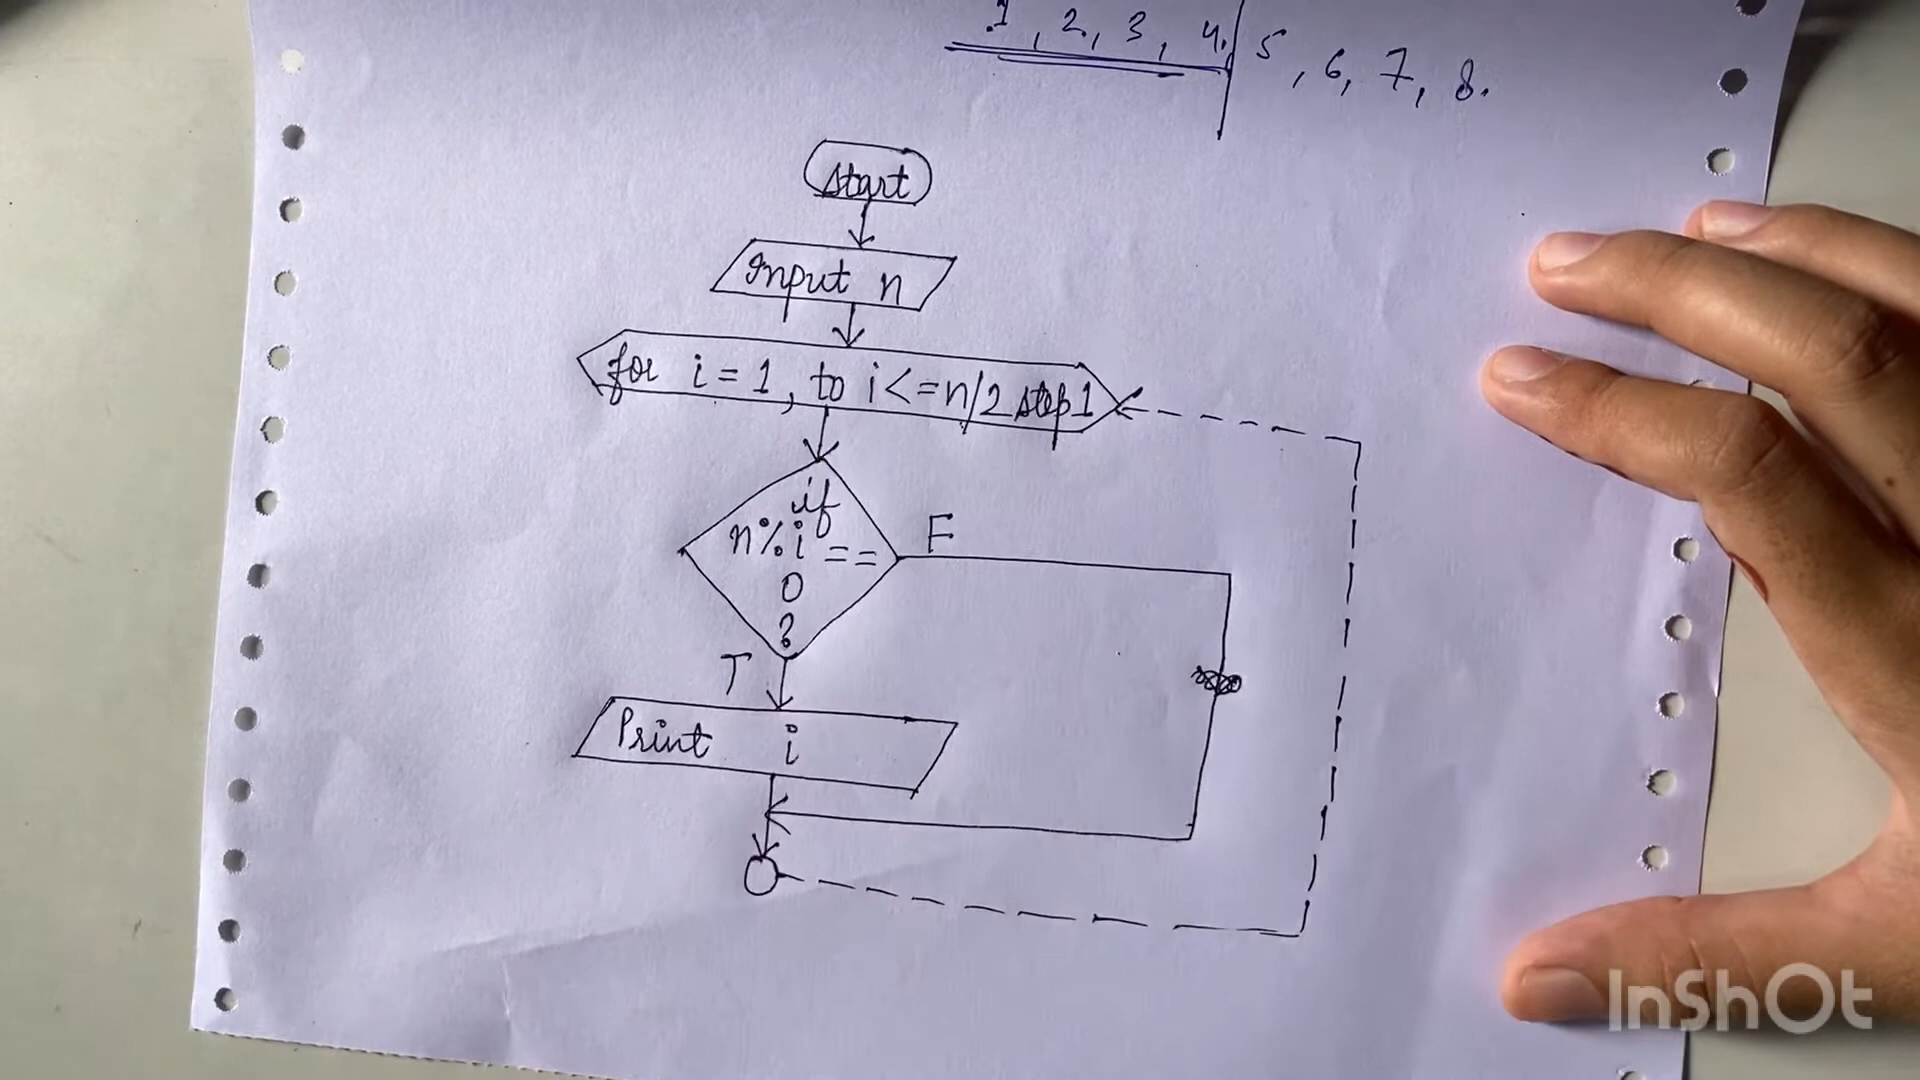 1, 2, 3, 4. 5, 6, 7, 8.
Start
Input n
for i = 1, to i <= n/2 step 1
if
n % i ==
0
?
F
T
Print i
InShOt